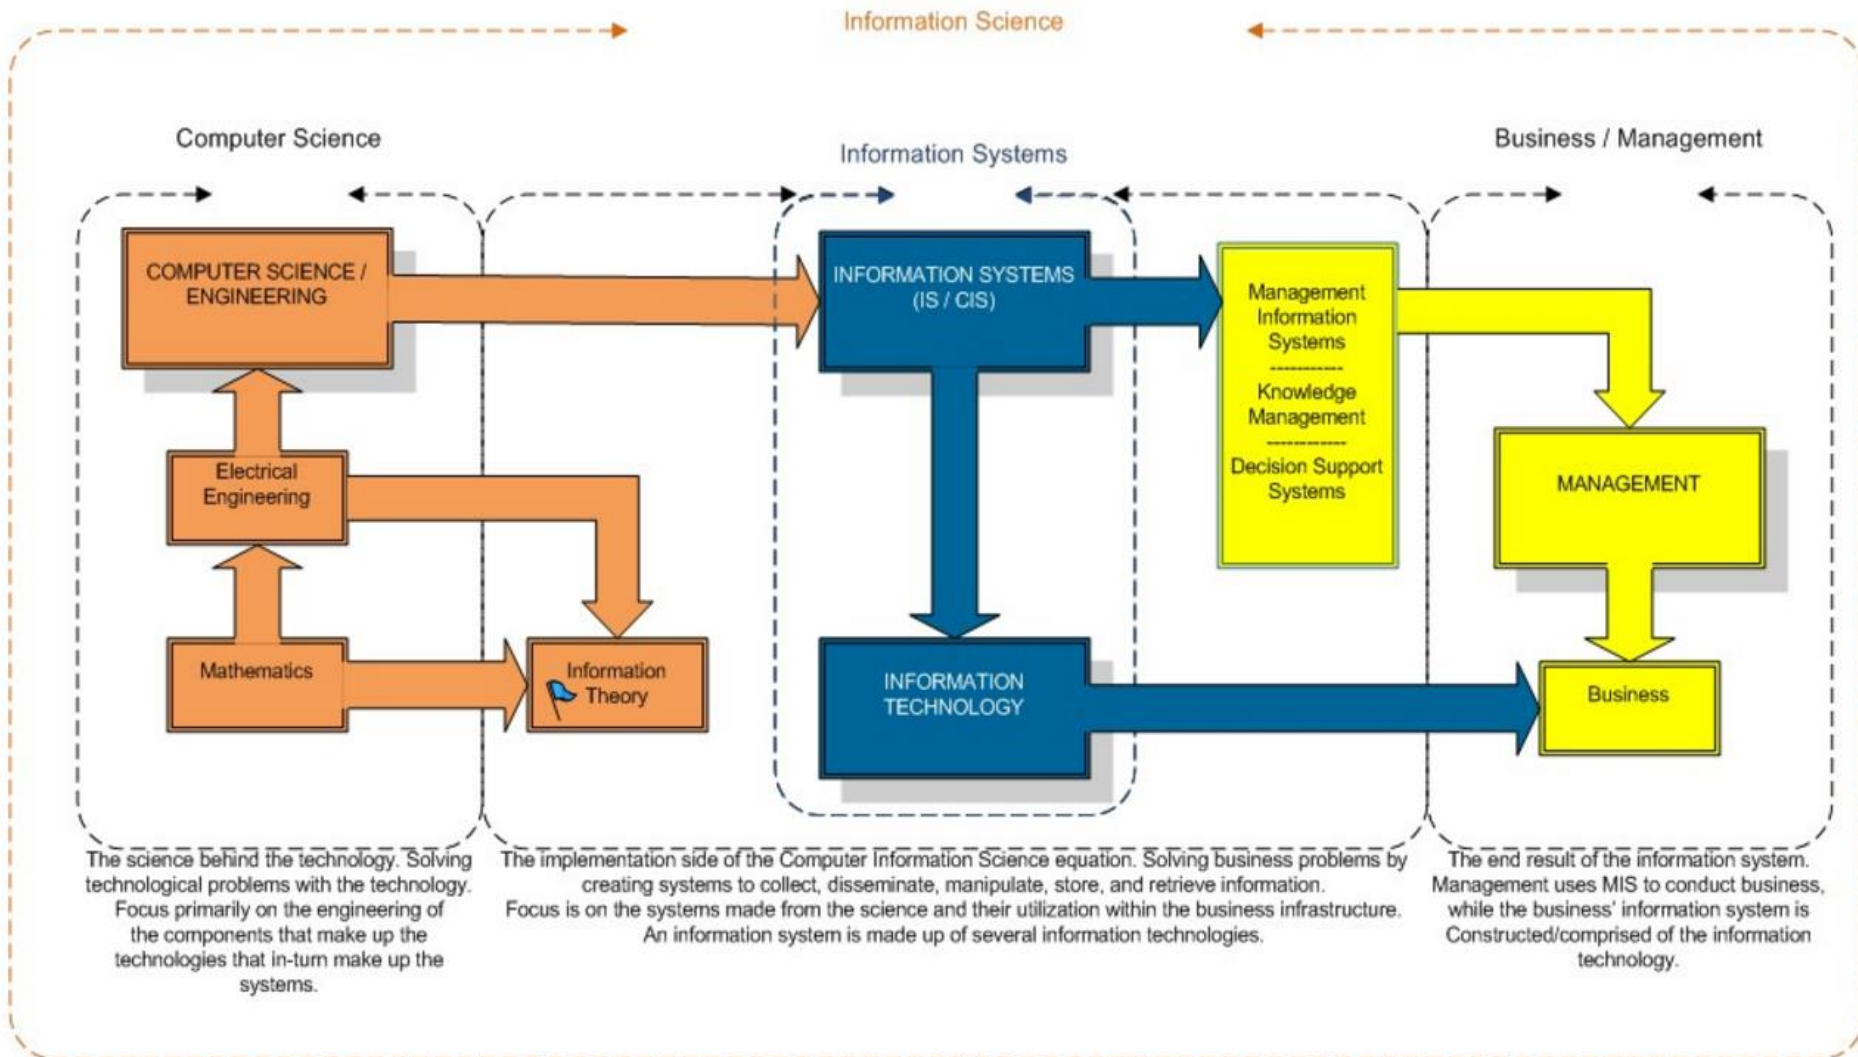 Information Science
Computer Science
Information Systems
Business / Management
COMPUTER SCIENCE /
ENGINEERING
INFORMATION SYSTEMS
(IS / CIS)
Management
Information
Systems
-----------
Knowledge
Management
------------
Decision Support
Systems
Electrical
Engineering
MANAGEMENT
Mathematics
Information
Theory
INFORMATION
TECHNOLOGY
Business
The science behind the technology. Solving
technological problems with the technology.
Focus primarily on the engineering of
the components that make up the
technologies that in-turn make up the
systems.
The implementation side of the Computer Information Science equation. Solving business problems by
creating systems to collect, disseminate, manipulate, store, and retrieve information.
Focus is on the systems made from the science and their utilization within the business infrastructure.
An information system is made up of several information technologies.
The end result of the information system.
Management uses MIS to conduct business,
while the business' information system is
Constructed/comprised of the information
technology.